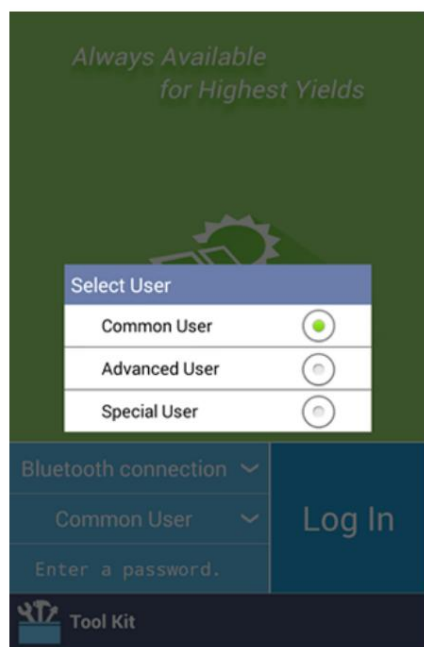 Always Available
for Highest Yields
Select User
Common User
Advanced User
Special User
Bluetooth connection
Common User
Log In
Enter a password.
Tool Kit